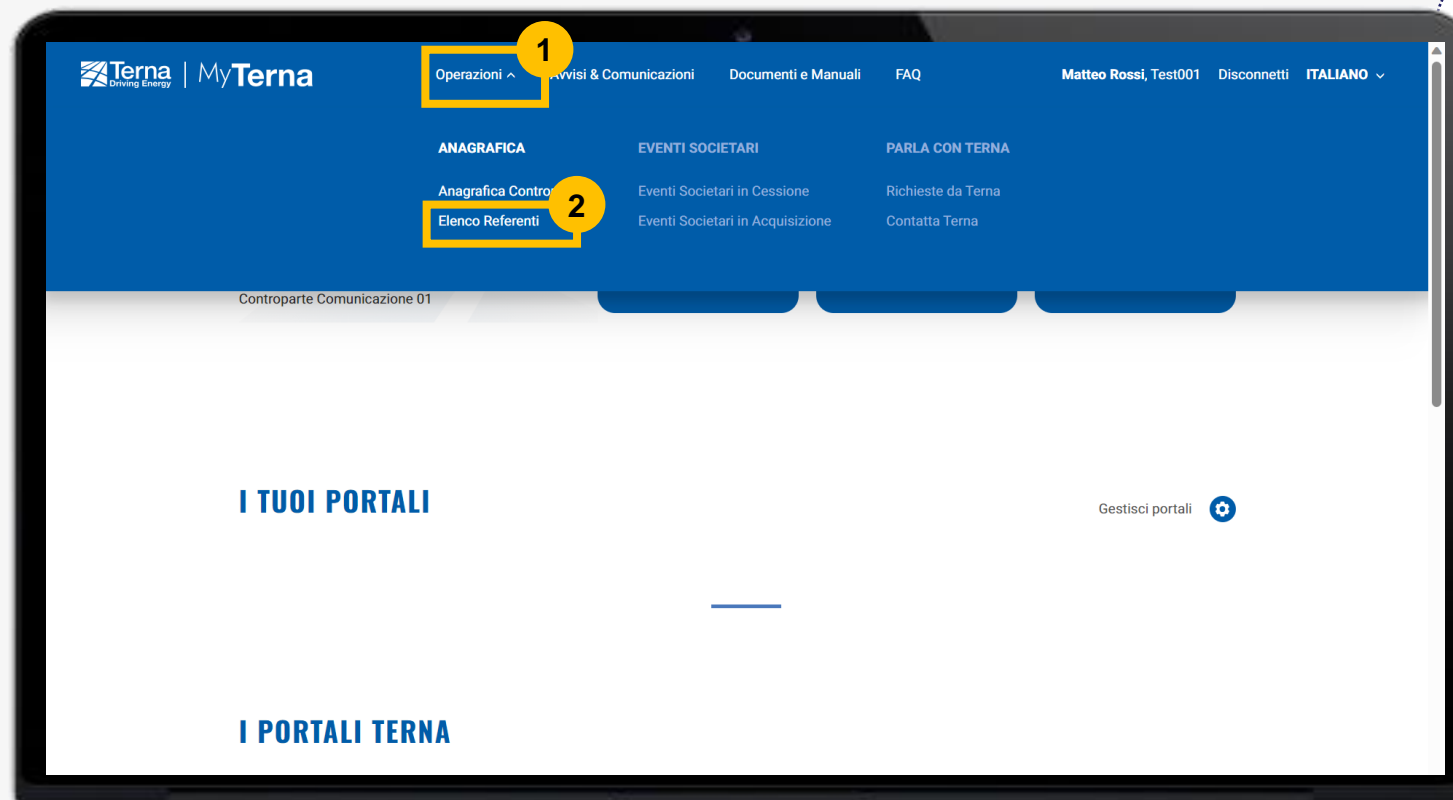 1
Terna
Driving Energy
MyTerna
Operazioni
Avvisi & Comunicazioni
Documenti e Manuali
FAQ
Matteo Rossi, Test001
Disconnetti
ITALIANO
ANAGRAFICA
EVENTI SOCIETARI
PARLA CON TERNA
Anagrafica
Eventi Societari in Cessione
Richieste da Terna
2
Elenco Referenti
Eventi Societari in Acquisizione
Contatta Terna
Controparte Comunicazione 01
I TUOI PORTALI
Gestisci portali
I PORTALI TERNA